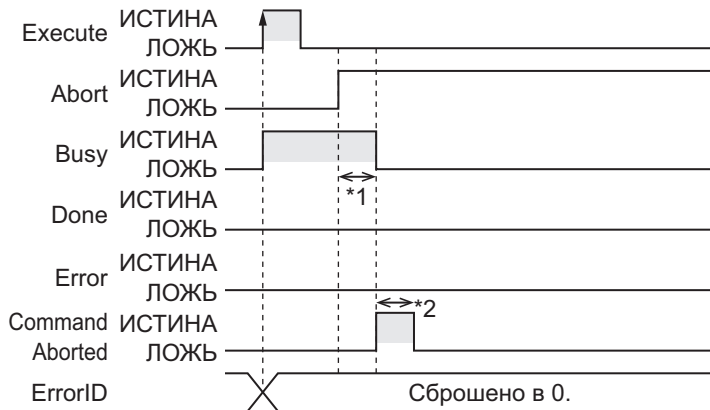 Execute ИСТИНА
ЛОЖЬ
Abort ИСТИНА
ЛОЖЬ
Busy ИСТИНА
ЛОЖЬ
*1
Done ИСТИНА
ЛОЖЬ
Error ИСТИНА
ЛОЖЬ
*2
Command ИСТИНА
Aborted ЛОЖЬ
ErrorID Сброшено в 0.